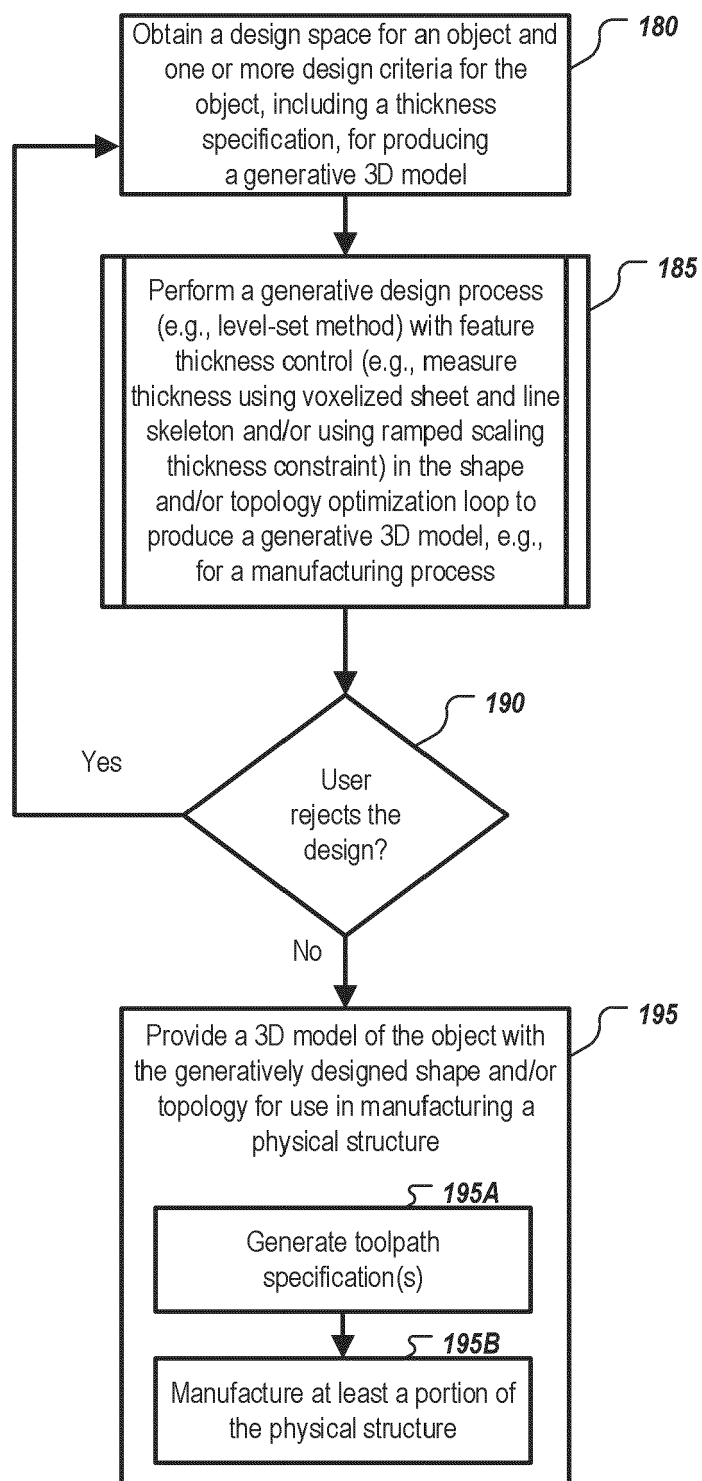 Obtain a design space for an object and
one or more design criteria for the
object, including a thickness
specification, for producing
a generative 3D model
180
Perform a generative design process
(e.g., level-set method) with feature
thickness control (e.g., measure
thickness using voxelized sheet and line
skeleton and/or using ramped scaling
thickness constraint) in the shape
and/or topology optimization loop to
produce a generative 3D model, e.g.,
for a manufacturing process
185
190
User
rejects the
design?
Yes
No
195
Provide a 3D model of the object with
the generatively designed shape and/or
topology for use in manufacturing a
physical structure
195A
Generate toolpath
specification(s)
195B
Manufacture at least a portion of
the physical structure